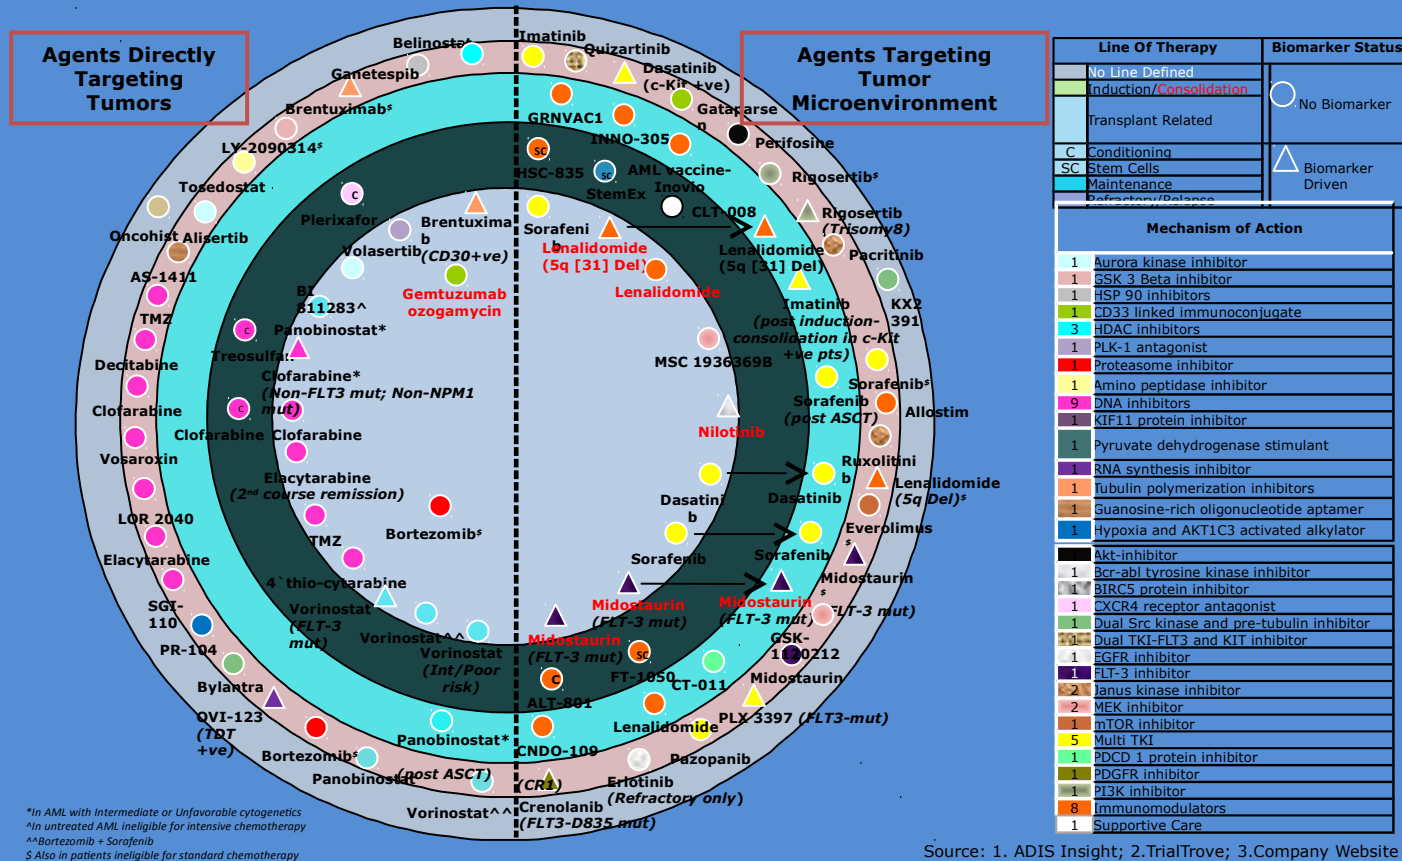 Agents Directly
Targeting
Tumors
Agents Targeting
Tumor
Microenvironment
Line Of Therapy
Biomarker Status
No Line Defined
Induction/Consolidation
Transplant Related
C Conditioning
SC Stem Cells
Maintenance
Refractory/Relapse
No Biomarker
Biomarker
Driven
Mechanism of Action
1 Aurora kinase inhibitor
1 GSK 3 Beta inhibitor
1 HSP 90 inhibitors
1 CD33 linked immunoconjugate
3 HDAC inhibitors
1 PLK-1 antagonist
1 Proteasome inhibitor
1 Amino peptidase inhibitor
9 DNA inhibitors
1 KIF11 protein inhibitor
1 Pyruvate dehydrogenase stimulant
1 RNA synthesis inhibitor
1 Tubulin polymerization inhibitors
1 Guanosine-rich oligonucleotide aptamer
1 Hypoxia and AKT1C3 activated alkylator
Akt-inhibitor
1 Bcr-abl tyrosine kinase inhibitor
1 BIRC5 protein inhibitor
1 CXCR4 receptor antagonist
1 Dual Src kinase and pre-tubulin inhibitor
1 Dual TKI-FLT3 and KIT inhibitor
1 EGFR inhibitor
1 FLT-3 inhibitor
2 Janus kinase inhibitor
2 MEK inhibitor
1 mTOR inhibitor
5 Multi TKI
1 PDCD 1 protein inhibitor
1 PDGFR inhibitor
1 PI3K inhibitor
8 Immunomodulators
1 Supportive Care
Belinostat
Ganetespib
Brentuximab$
LY-2090314$
Tosedostat
Oncohist
Alisertib
AS-1411
TMZ
Decitabine
Clofarabine
Vosaroxin
LOR 2040
Elacytarabine
SGI-
110
PR-104
Bylantra
OVI-123
(TDT
+ve)
Bortezomib$
Panobinostat
(post ASCT)
Vorinostat^^
Panobinostat*
C
Plerixafor
Volasertib
Brentuxima
b
(CD30+ve)
Gemtuzumab
ozogamycin
BI
811283^
Panobinostat*
C
Treosulfan
Clofarabine*
(Non-FLT3 mut; Non-NPM1
mut)
C
Clofarabine
Clofarabine
Elacytarabine
(2nd course remission)
Bortezomib$
TMZ
4`thio-cytarabine
Vorinostat
(FLT-3
mut)
Vorinostat^^
Vorinostat
(Int/Poor
risk)
Imatinib
Quizartinib
Dasatinib
(c-Kit +ve)
Gataparse
n
Perifosine
Rigosertib$
Rigosertib
(Trisomy8)
Pacritinib
KX2
391
GRNVAC1
INNO-305
AML vaccine-
Inovio
SC
HSC-835
SC
StemEx
CLT-008
Sorafeni
b
Lenalidomide
(5q [31] Del)
Lenalidomide
(5q [31] Del)
Lenalidomide
Imatinib
(post induction-
consolidation in c-Kit
+ve pts)
MSC 1936369B
Sorafenib$
Sorafenib
(post ASCT)
Allostim
Nilotinib
Ruxolitini
b
Lenalidomide
(5q Del)$
Dasatini
b
Dasatinib
Everolimus
$
Sorafenib
Sorafenib
Midostaurin
$
(FLT-3 mut)
Midostaurin
(FLT-3 mut)
Midostaurin
(FLT-3 mut)
Midostaurin
(FLT-3 mut)
GSK-
1120212
Midostaurin
SC
FT-1050
CT-011
C
ALT-801
PLX 3397 (FLT3-mut)
Lenalidomide
CNDO-109
Pazopanib
(CR1)
Erlotinib
(Refractory only)
Crenolanib
(FLT3-D835 mut)
*In AML with Intermediate or Unfavorable cytogenetics
^In untreated AML ineligible for intensive chemotherapy
^^Bortezomib + Sorafenib
$ Also in patients ineligible for standard chemotherapy
Source: 1. ADIS Insight; 2.TrialTrove; 3.Company Website